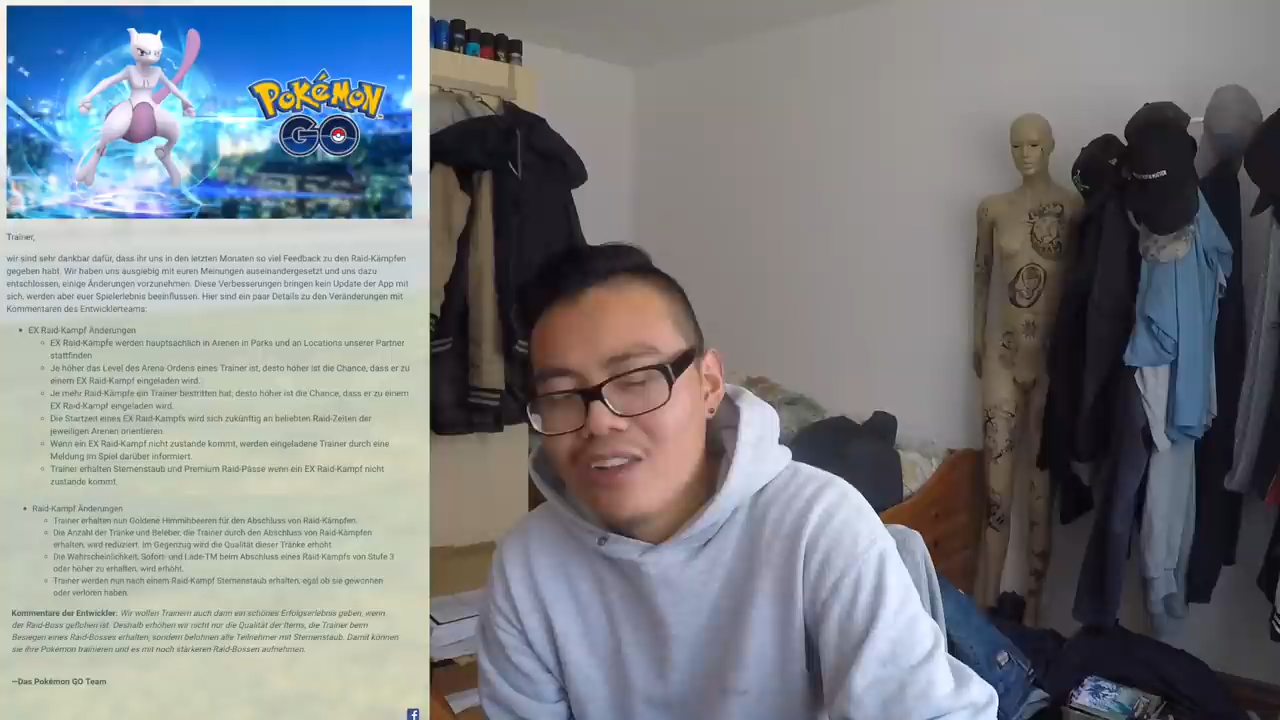 POKÉMON
GO
Trainer,
wir sind sehr dankbar dafür, dass ihr uns in den letzten Monaten so viel Feedback zu den Raid-Kämpfen
gegeben habt. Wir haben uns ausgiebig mit euren Meinungen auseinandergesetzt und uns dazu
entschlossen, einige Änderungen vorzunehmen. Diese Verbesserungen bringen kein Update der App mit
sich, werden aber euer Spielerlebnis beeinflussen. Hier sind ein paar Details zu den Veränderungen mit
Kommentaren des Entwicklerteams:
EX Raid-Kampf Änderungen
EX Raid-Kämpfe werden hauptsächlich in Arenen in Parks und an Locations unserer Partner
stattfinden
Je höher das Level des Arena-Ordens eines Trainer ist, desto höher ist die Chance, dass er zu
einem EX Raid-Kampf eingeladen wird.
Je mehr Raid-Kämpfe ein Trainer bestritten hat, desto höher ist die Chance, dass er zu einem
EX Raid-Kampf eingeladen wird.
Die Startzeit eines EX Raid-Kampfs wird sich zukünftig an beliebten Raid-Zeiten der
jeweiligen Arenen orientieren.
Wenn ein EX Raid-Kampf nicht zustande kommt, werden eingeladene Trainer durch eine
Meldung im Spiel darüber informiert.
Trainer erhalten Sternenstaub und Premium Raid-Pässe wenn ein EX Raid-Kampf nicht
zustande kommt.
Raid-Kampf Änderungen
Trainer erhalten nun Goldene Himmihbeeren für den Abschluss von Raid-Kämpfen.
Die Anzahl der Tränke und Beleber, die Trainer durch den Abschluss von Raid-Kämpfen
erhalten, wird reduziert. Im Gegenzug wird die Qualität dieser Tränke erhöht.
Die Wahrscheinlichkeit, Sofort- und Lade-TM beim Abschluss eines Raid-Kampfs von Stufe 3
oder höher zu erhalten, wird erhöht.
Trainer werden nun nach einem Raid-Kampf Sternenstaub erhalten, egal ob sie gewonnen
oder verloren haben.
Kommentare der Entwickler: Wir wollen Trainern auch dann ein schönes Erfolgserlebnis geben, wenn
der Raid-Boss geflohen ist. Deshalb erhöhen wir nicht nur die Qualität der Items, die Trainer beim
Besiegen eines Raid-Bosses erhalten, sondern belohnen alle Teilnehmer mit Sternenstaub. Damit können
sie ihre Pokémon trainieren und es mit noch stärkeren Raid-Bossen aufnehmen.
—Das Pokémon GO Team
f